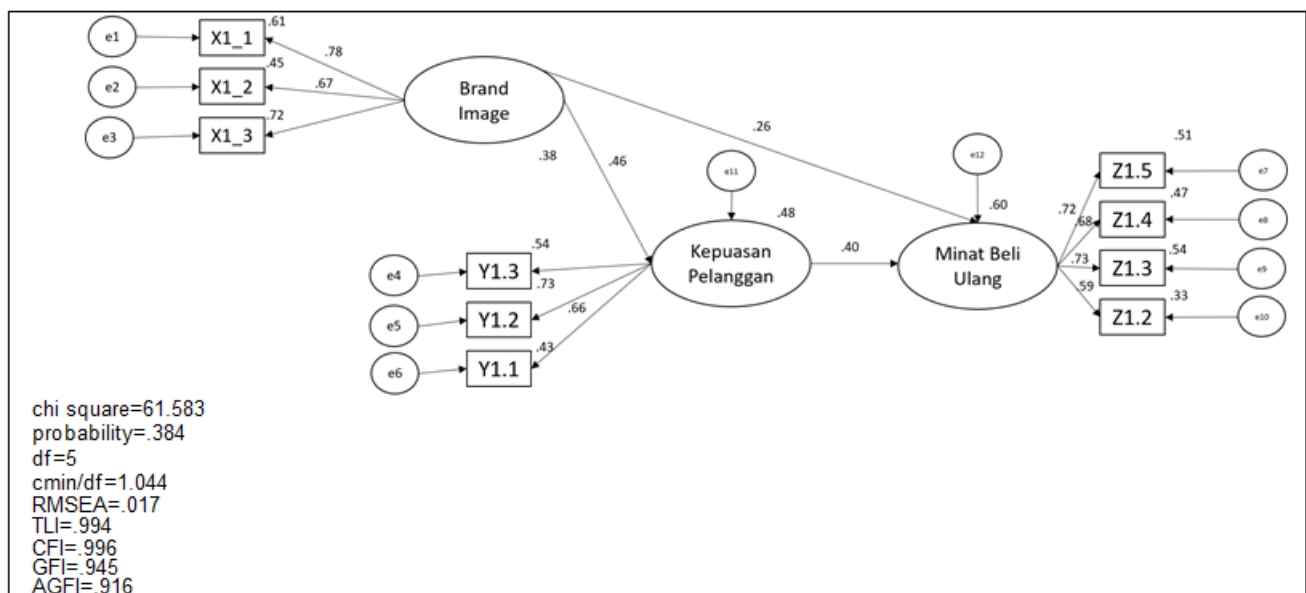 e1
X1_1
.61
.78
e2
X1_2
.45
.67
e3
X1_3
.72
Brand
Image
.26
.38
.46
e11
.48
e12
.60
Kepuasan
Pelanggan
.40
Minat Beli
Ulang
.51
Z1.5
e7
.72
.47
Z1.4
e8
.68
.54
Z1.3
e9
.73
.33
Z1.2
e10
.59
.54
e4
Y1.3
.73
e5
Y1.2
.66
.43
e6
Y1.1
chi square=61.583
probability=.384
df=5
cmin/df=1.044
RMSEA=.017
TLI=.994
CFI=.996
GFI=.945
AGFI=.916